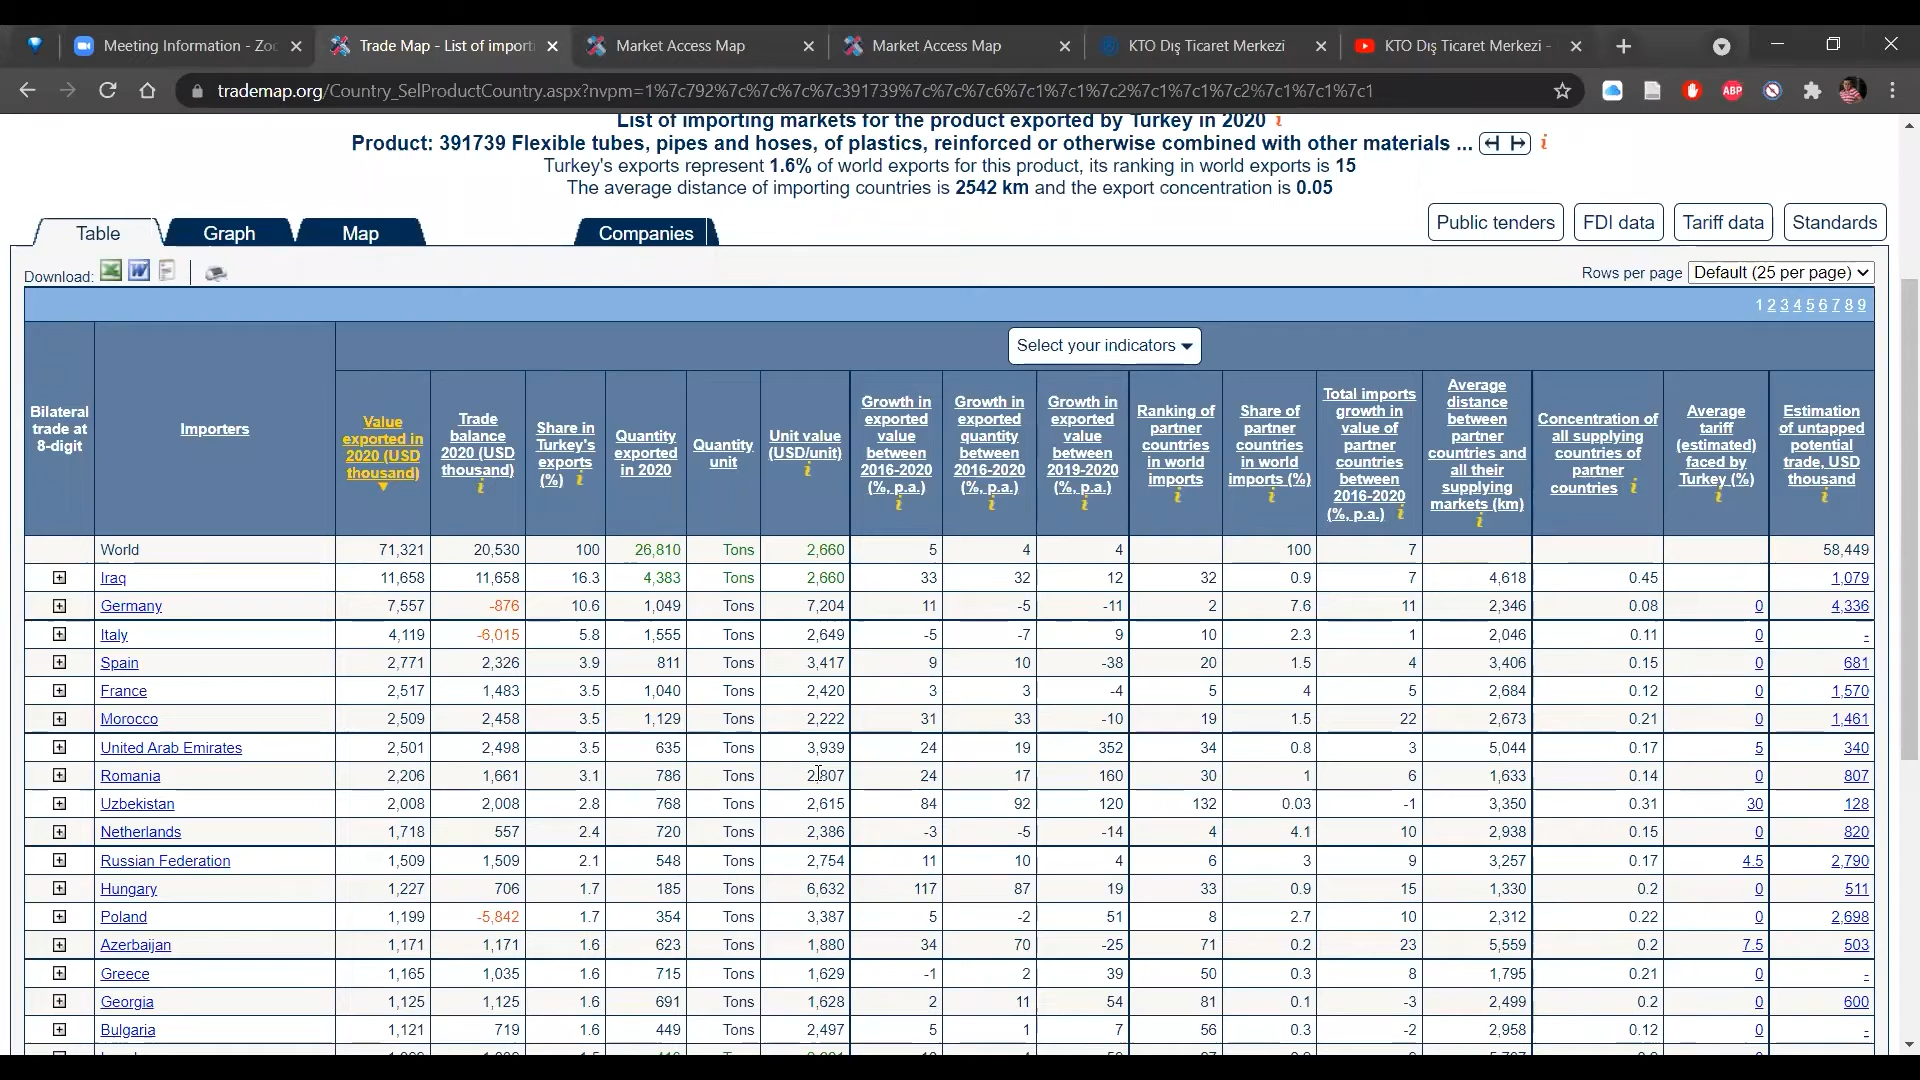 Meeting Information - Zoo
Trade Map - List of importi
Market Access Map
Market Access Map
KTO Dış Ticaret Merkezi
KTO Dış Ticaret Merkezi -
trademap.org/Country_SelProductCountry.aspx?nvpm=1%7c792%7c%7c%7c%7c391739%7c%7c%7c6%7c1%7c1%7c2%7c1%7c1%7c2%7c1%7c1%7c1%7c1
ABP
List of importing markets for the product exported by Turkey in 2020 i
Product: 391739 Flexible tubes, pipes and hoses, of plastics, reinforced or otherwise combined with other materials ... i
Turkey's exports represent 1.6% of world exports for this product, its ranking in world exports is 15
The average distance of importing countries is 2542 km and the export concentration is 0.05
Table Graph Map Companies
Public tenders FDI data Tariff data Standards
Download:
Rows per page Default (25 per page)
1 2 3 4 5 6 7 8 9
Select your indicators
Bilateral trade at 8-digit
Importers
Value exported in 2020 (USD thousand)
Trade balance 2020 (USD thousand) i
Share in Turkey's exports (%) i
Quantity exported in 2020
Quantity unit
Unit value (USD/unit) i
Growth in exported value between 2016-2020 (%, p.a.) i
Growth in exported quantity between 2016-2020 (%, p.a.) i
Growth in exported value between 2019-2020 (%, p.a.) i
Ranking of partner countries in world imports i
Share of partner countries in world imports (%) i
Total imports growth in value of partner countries between 2016-2020 (%, p.a.) i
Average distance between partner countries and all their supplying markets (km) i
Concentration of all supplying countries of partner countries i
Average tariff (estimated) faced by Turkey (%) i
Estimation of untapped potential trade, USD thousand i
World 71,321 20,530 100 26,810 Tons 2,660 5 4 4 100 7 58,449
Iraq 11,658 11,658 16.3 4,383 Tons 2,660 33 32 12 32 0.9 7 4,618 0.45 1,079
Germany 7,557 -876 10.6 1,049 Tons 7,204 11 -5 -11 2 7.6 11 2,346 0.08 0 4,336
Italy 4,119 -6,015 5.8 1,555 Tons 2,649 -5 -7 9 10 2.3 1 2,046 0.11 0 -
Spain 2,771 2,326 3.9 811 Tons 3,417 9 10 -38 20 1.5 4 3,406 0.15 0 681
France 2,517 1,483 3.5 1,040 Tons 2,420 3 3 -4 5 4 5 2,684 0.12 0 1,570
Morocco 2,509 2,458 3.5 1,129 Tons 2,222 31 33 -10 19 1.5 22 2,673 0.21 0 1,461
United Arab Emirates 2,501 2,498 3.5 635 Tons 3,939 24 19 352 34 0.8 3 5,044 0.17 5 340
Romania 2,206 1,661 3.1 786 Tons 2,807 24 17 160 30 1 6 1,633 0.14 0 807
Uzbekistan 2,008 2,008 2.8 768 Tons 2,615 84 92 120 132 0.03 -1 3,350 0.31 30 128
Netherlands 1,718 557 2.4 720 Tons 2,386 -3 -5 -14 4 4.1 10 2,938 0.15 0 820
Russian Federation 1,509 1,509 2.1 548 Tons 2,754 11 10 4 6 3 9 3,257 0.17 4.5 2,790
Hungary 1,227 706 1.7 185 Tons 6,632 117 87 19 33 0.9 15 1,330 0.2 0 511
Poland 1,199 -5,842 1.7 354 Tons 3,387 5 -2 51 8 2.7 10 2,312 0.22 0 2,698
Azerbaijan 1,171 1,171 1.6 623 Tons 1,880 34 70 -25 71 0.2 23 5,559 0.2 7.5 503
Greece 1,165 1,035 1.6 715 Tons 1,629 -1 2 39 50 0.3 8 1,795 0.21 0 -
Georgia 1,125 1,125 1.6 691 Tons 1,628 2 11 54 81 0.1 -3 2,499 0.2 0 600
Bulgaria 1,121 719 1.6 449 Tons 2,497 5 1 7 56 0.3 -2 2,958 0.12 0 -